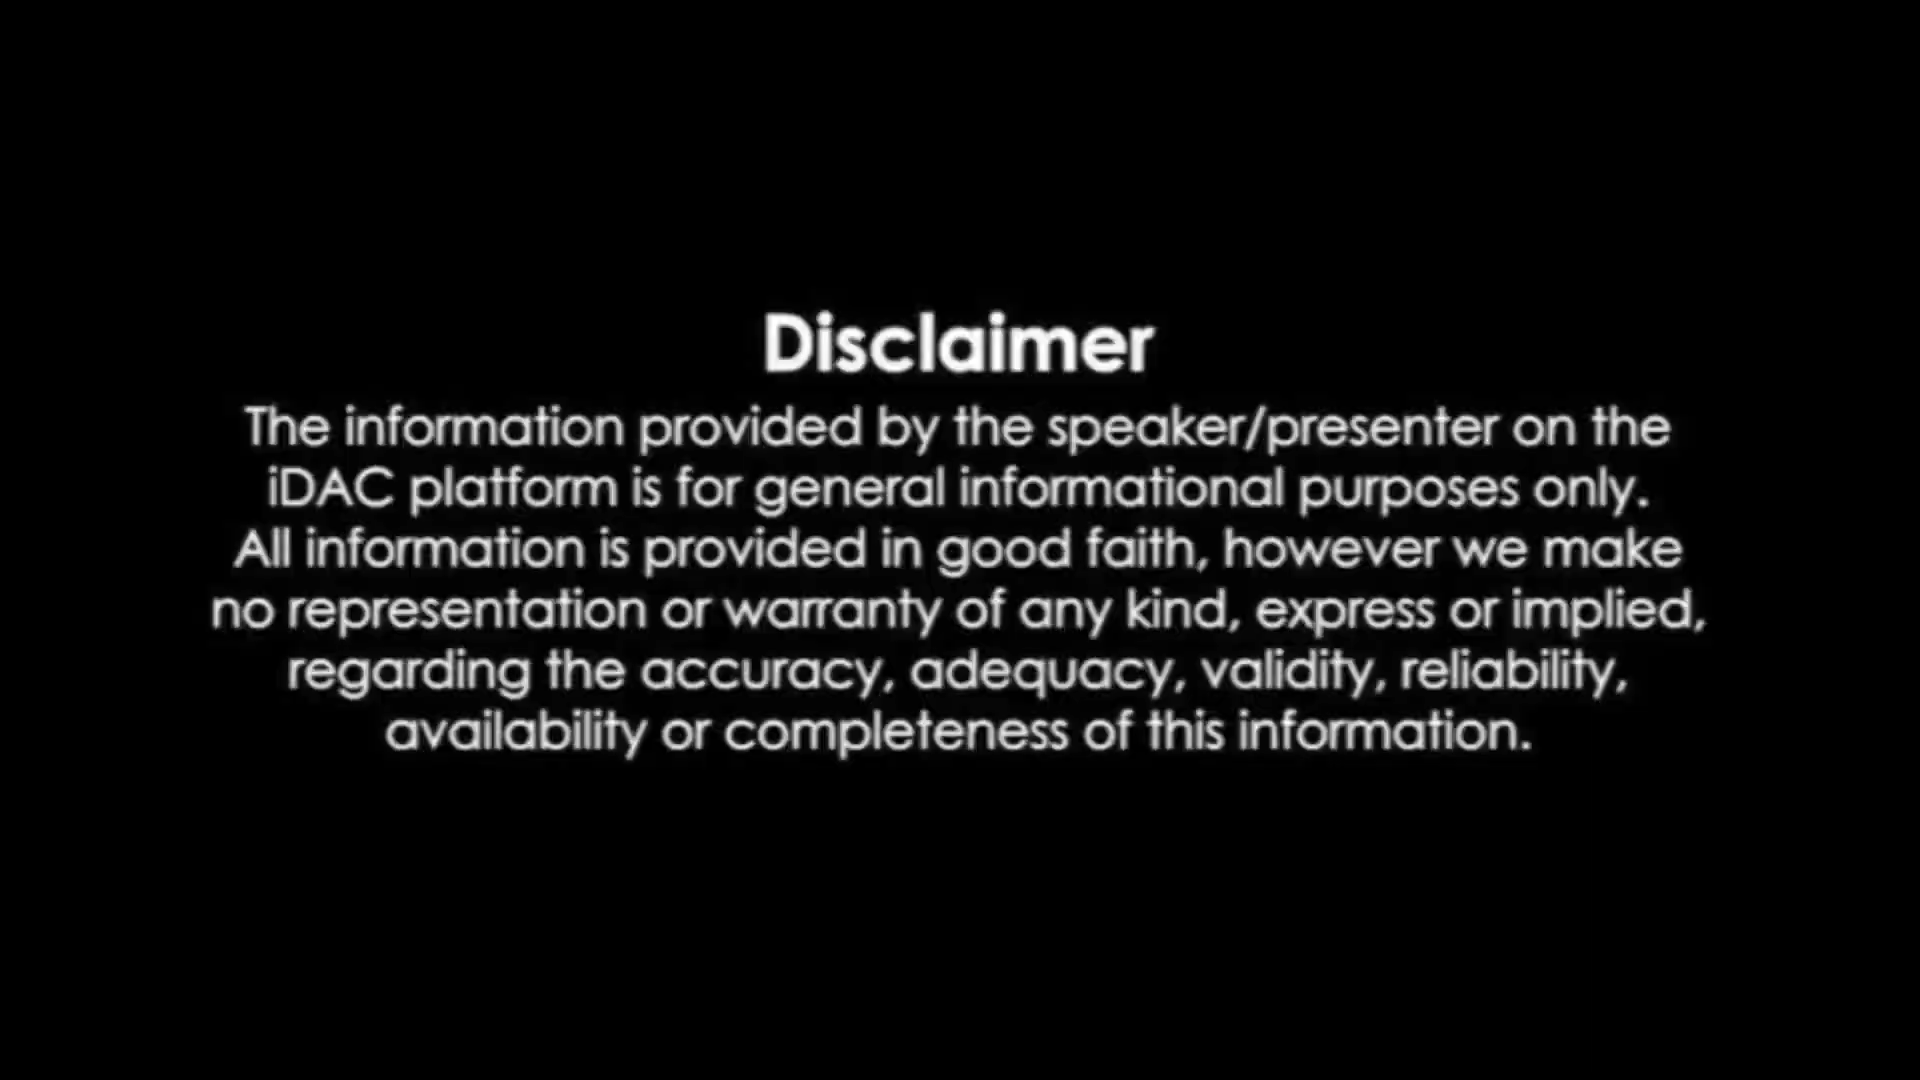 Disclaimer
The information provided by the speaker/presenter on the
iDAC platform is for general informational purposes only.
All information is provided in good faith, however we make
no representation or warranty of any kind, express or implied,
regarding the accuracy, adequacy, validity, reliability,
availability or completeness of this information.